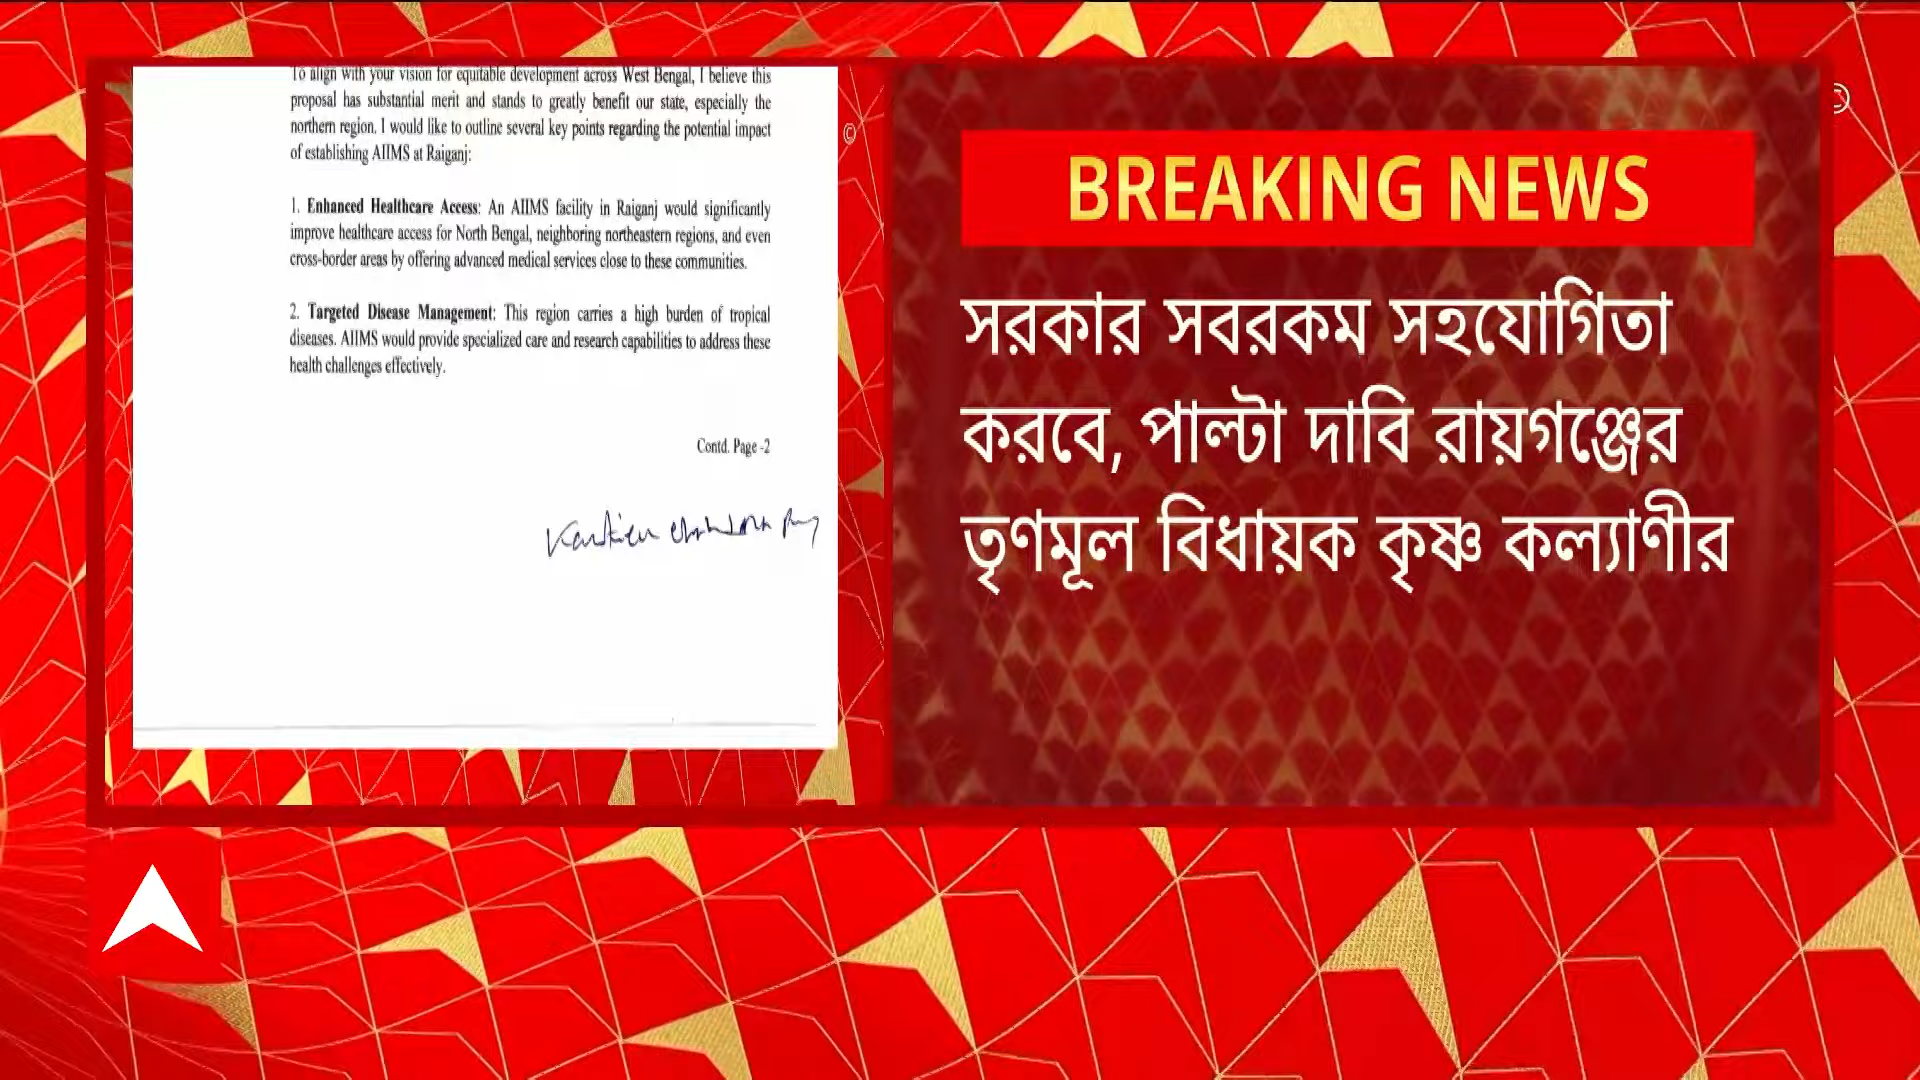 To align with your vision for equitable development across West Bengal, I believe this
proposal has substantial merit and stands to greatly benefit our state, especially the
northern region. I would like to outline several key points regarding the potential impact
of establishing AIIMS at Raiganj:
1. Enhanced Healthcare Access: An AIIMS facility in Raiganj would significantly
improve healthcare access for North Bengal, neighboring northeastern regions, and even
cross-border areas by offering advanced medical services close to these communities.
2. Targeted Disease Management: This region carries a high burden of tropical
diseases. AIIMS would provide specialized care and research capabilities to address these
health challenges effectively.
Contd. Page -2
©
BREAKING NEWS
সরকার সবরকম সহযোগিতা
করবে, পাল্টা দাবি রায়গঞ্জের
তৃণমূল বিধায়ক কৃষ্ণ কল্যাণীর
©